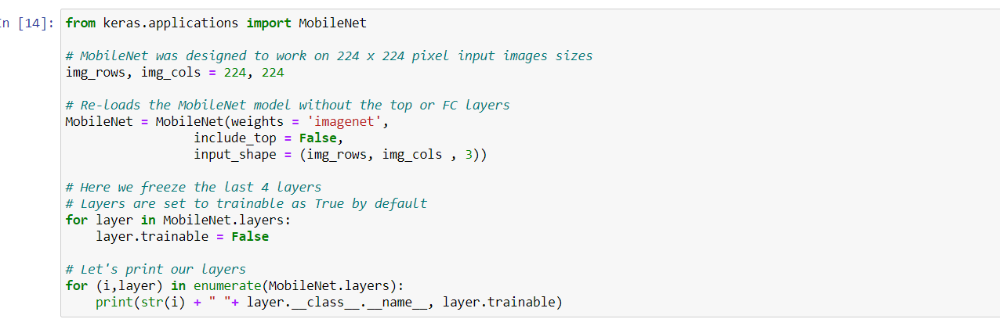 In [14]: from keras.applications import MobileNet
# MobileNet was designed to work on 224 x 224 pixel input images sizes
img_rows, img_cols = 224, 224
# Re-loads the MobileNet model without the top or FC layers
MobileNet = MobileNet(weights = 'imagenet',
                 include_top = False,
                 input_shape = (img_rows, img_cols , 3))
# Here we freeze the last 4 layers
# Layers are set to trainable as True by default
for layer in MobileNet.layers:
    layer.trainable = False
# Let's print our layers
for (i,layer) in enumerate(MobileNet.layers):
    print(str(i) + " "+ layer.__class__.__name__, layer.trainable)